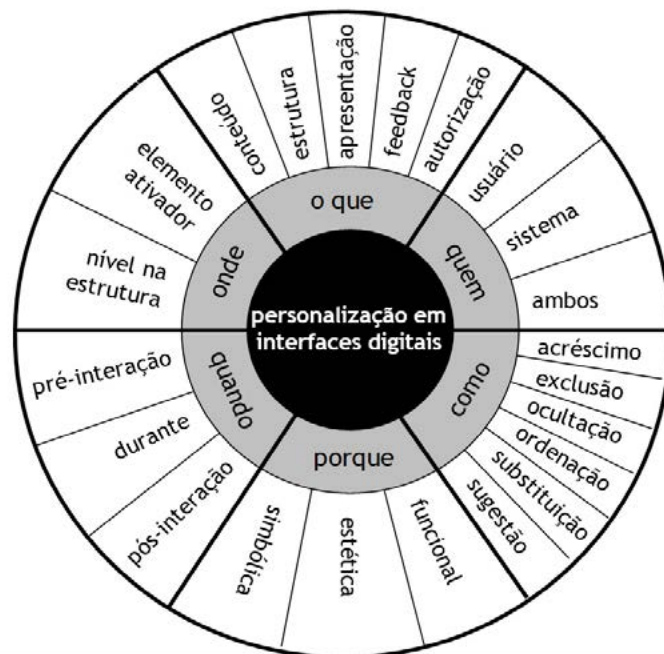 personalização em
interfaces digitais
o que
conteúdo
estrutura
apresentação
feedback
autorização
quem
usuário
sistema
ambos
como
acréscimo
exclusão
ocultação
ordenação
substituição
sugestão
porque
funcional
estética
simbólica
quando
pós-interação
durante
pré-interação
onde
nível na
estrutura
elemento
ativador